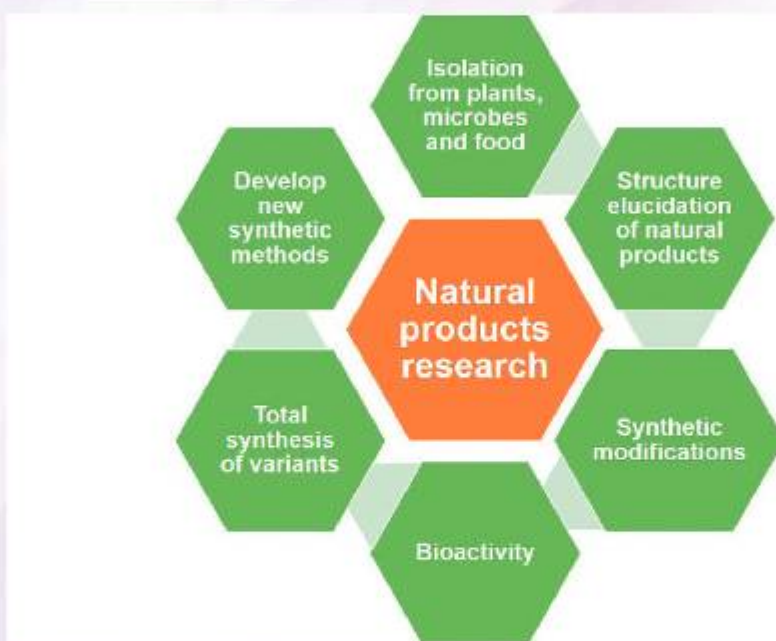 Isolation
from plants,
microbes
and food
Structure
elucidation
of natural
products
Synthetic
modifications
Bioactivity
Total
synthesis
of variants
Develop
new
synthetic
methods
Natural
products
research